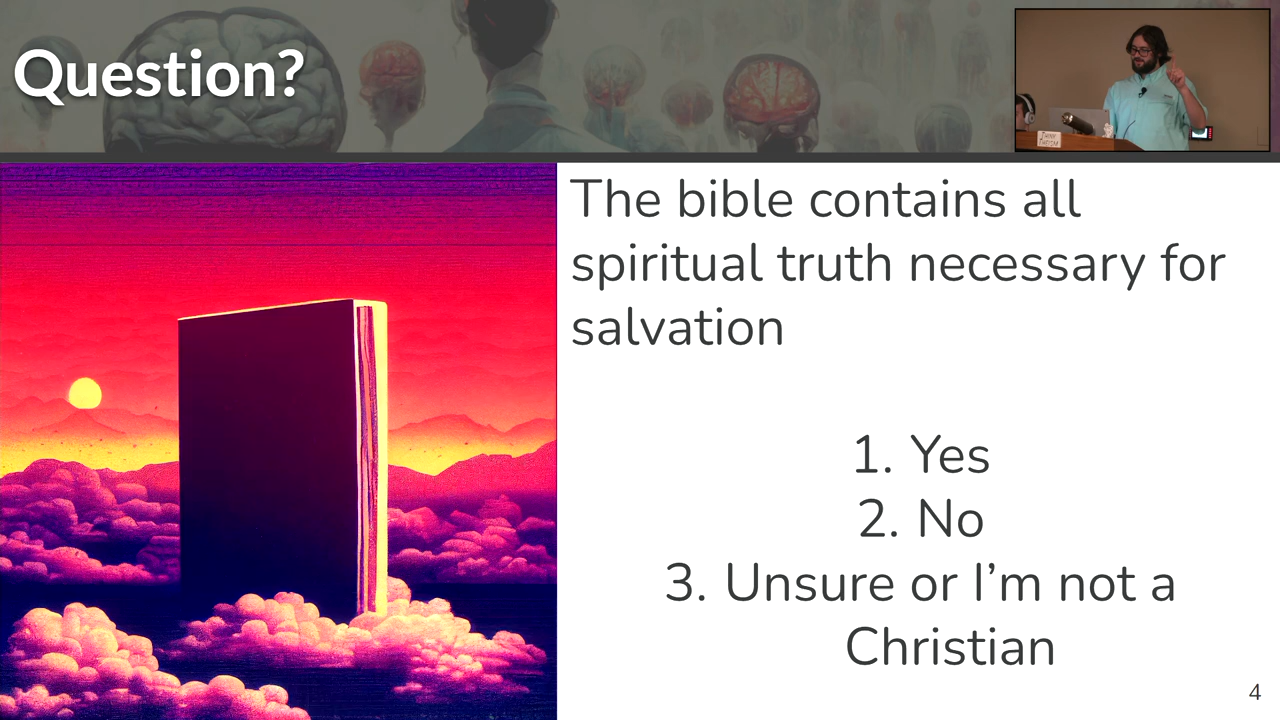 Question?
The bible contains all
spiritual truth necessary for
salvation
1. Yes
2. No
3. Unsure or I’m not a
Christian
4